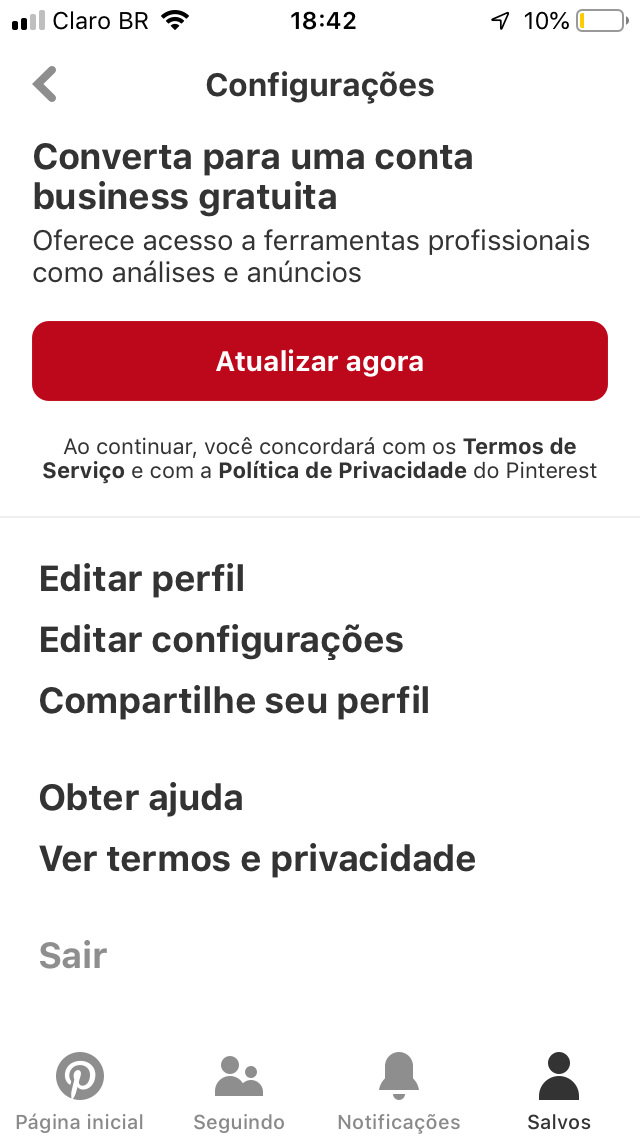 Claro BR 18:42 10%
Configurações
Converta para uma conta
business gratuita
Oferece acesso a ferramentas profissionais
como análises e anúncios
Atualizar agora
Ao continuar, você concordará com os Termos de
Serviço e com a Política de Privacidade do Pinterest
Editar perfil
Editar configurações
Compartilhe seu perfil
Obter ajuda
Ver termos e privacidade
Sair
Página inicial Seguindo Notificações Salvos